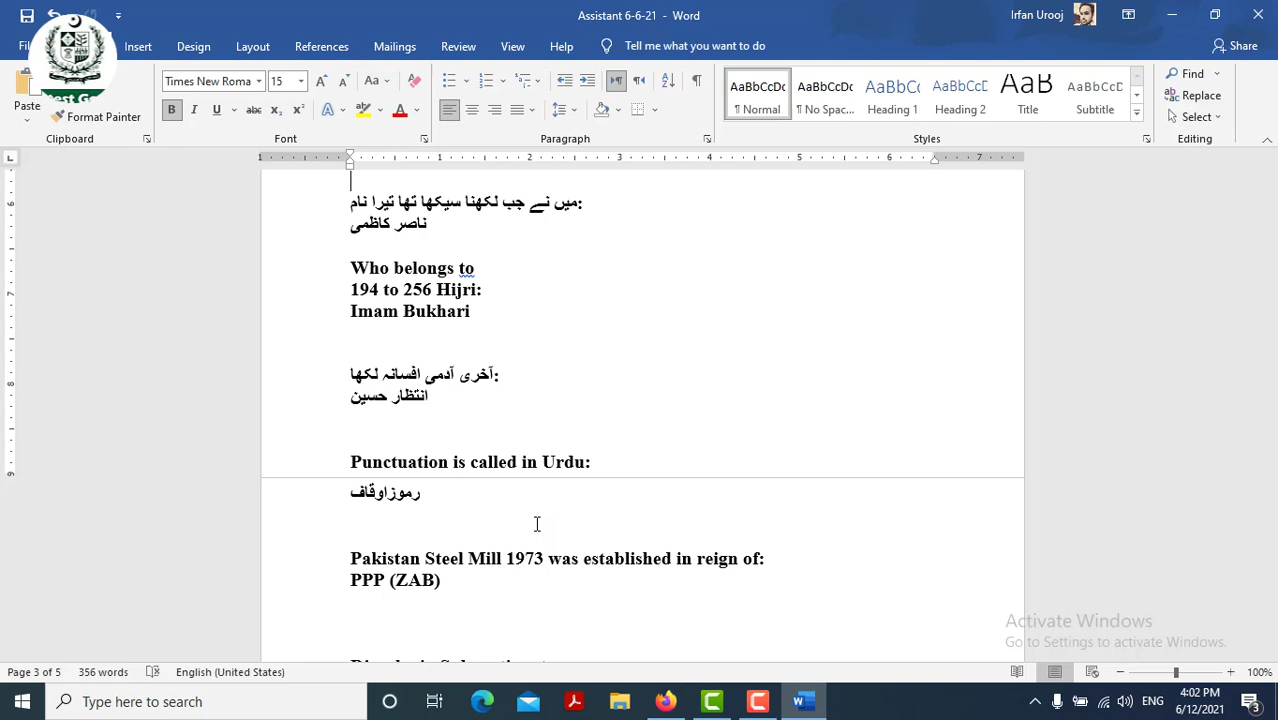 Assistant 6-6-21 - Word
Irfan Urooj
Insert
Design
Layout
References
Mailings
Review
View
Help
Tell me what you want to do
Share
Paste
Format Painter
Clipboard
Times New Roma
15
Font
Paragraph
AaBbCcDc
¶ Normal
AaBbCcDc
¶ No Spac...
AaBbCc
Heading 1
AaBbCcD
Heading 2
AaB
Title
AaBbCcD
Subtitle
Styles
Find
Replace
Select
Editing
میں نے جب لکھنا سیکھا تھا تیرا نام:
ناصر کاظمی
Who belongs to
194 to 256 Hijri:
Imam Bukhari
آخری آدمی افسانہ لکھا:
انتظار حسین
Punctuation is called in Urdu:
رموزاوقاف
Pakistan Steel Mill 1973 was established in reign of:
PPP (ZAB)
Activate Windows
Go to Settings to activate Windows.
Page 3 of 5
356 words
English (United States)
100%
Type here to search
ENG
4:02 PM
6/12/2021